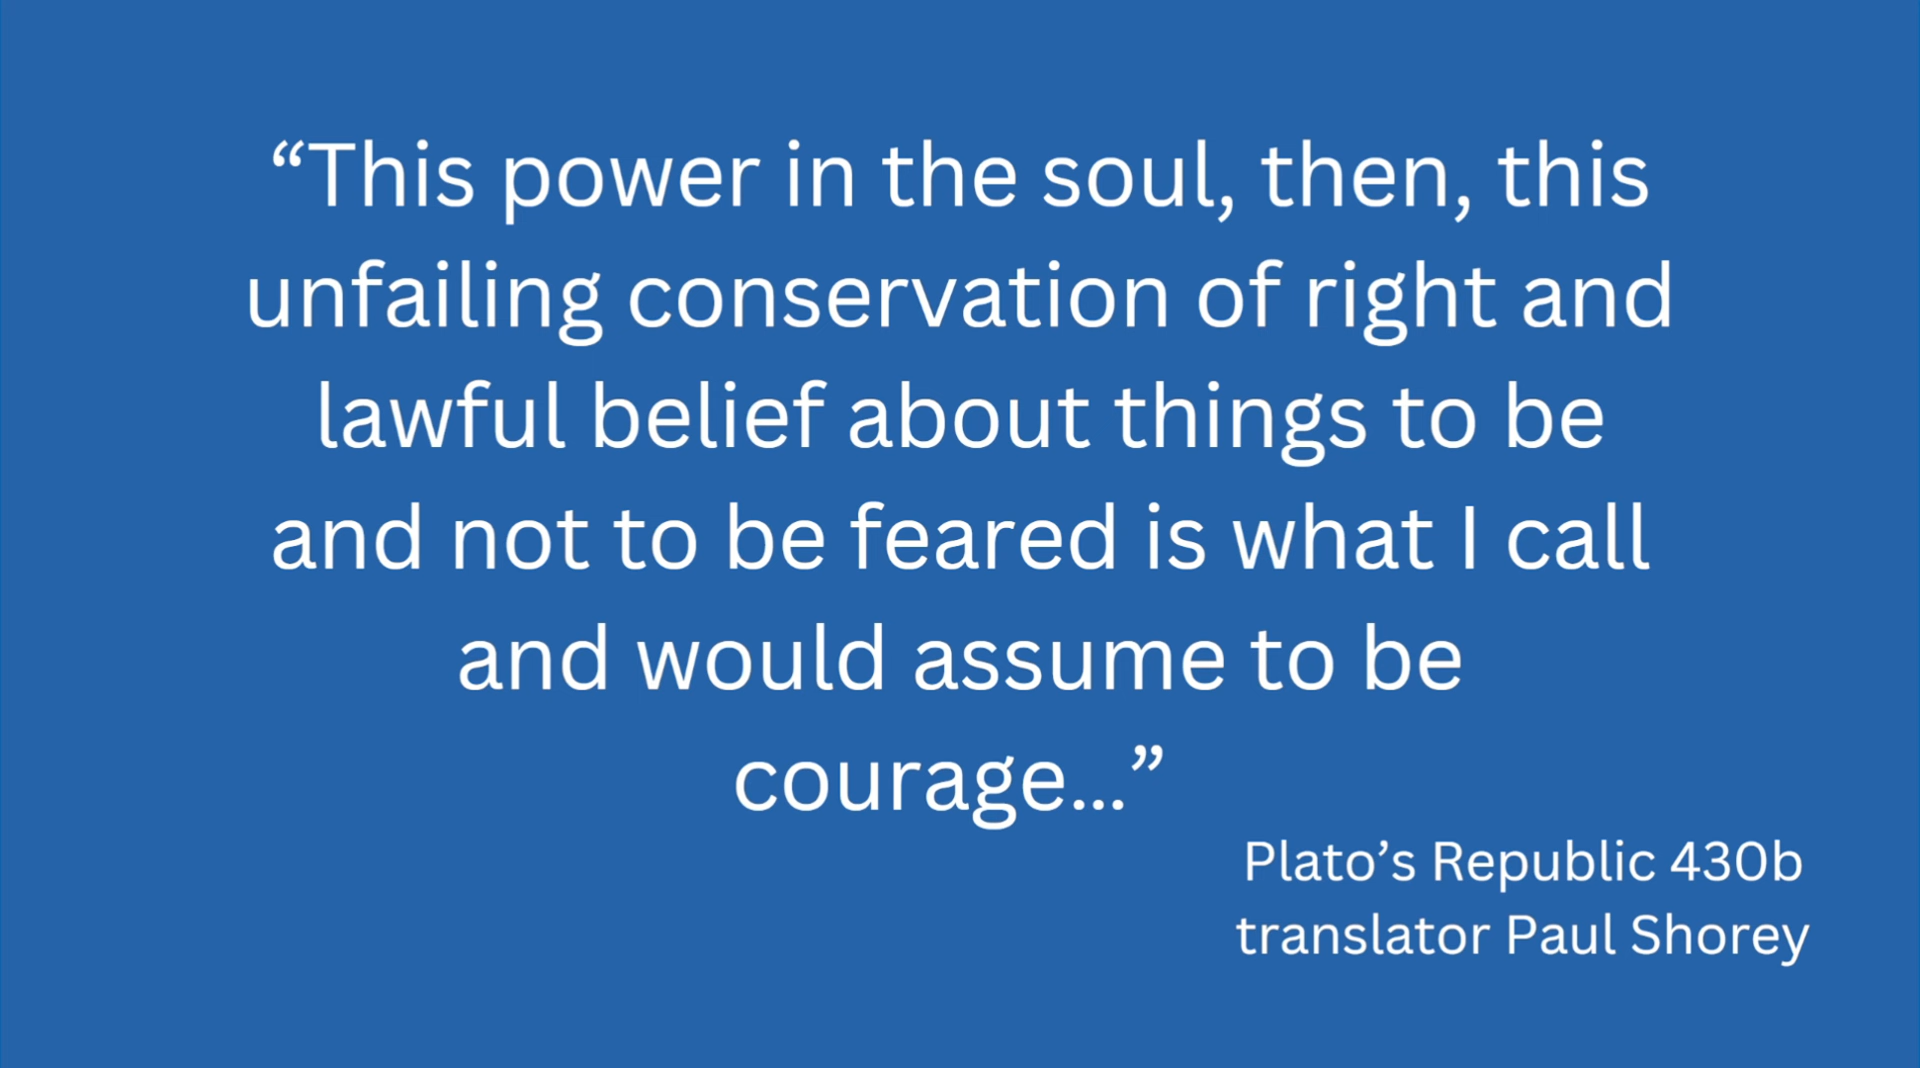 “This power in the soul, then, this
unfailing conservation of right and
lawful belief about things to be
and not to be feared is what I call
and would assume to be
courage...”
Plato’s Republic 430b
translator Paul Shorey